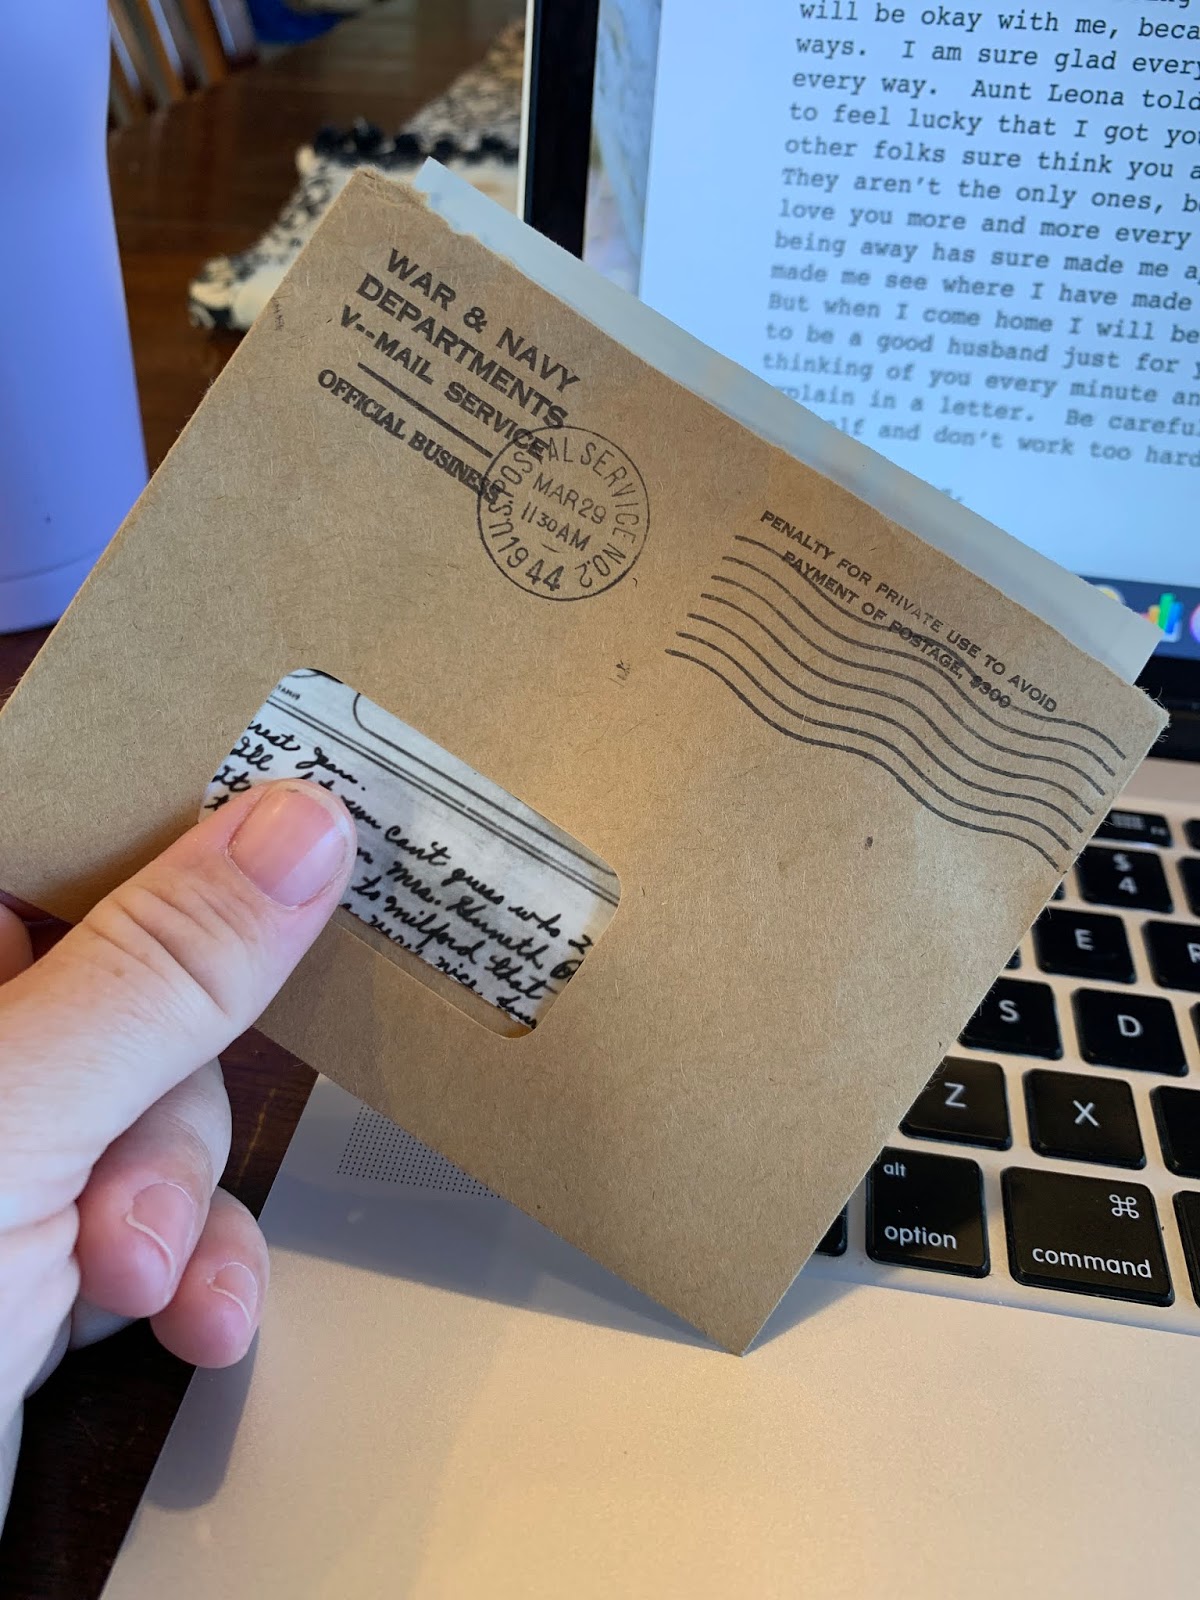 WAR & NAVY
DEPARTMENTS
V--MAIL SERVICE
OFFICIAL BUSINESS
U.S. POSTAL SERVICE NO. 2
MAR 29
11 30 AM
1944
PENALTY FOR PRIVATE USE TO AVOID
PAYMENT OF POSTAGE, $300
you Can't guess who I
Mrs. Kenneth
to Milford that
nice
will be okay with me, beca
ways. I am sure glad every
every way. Aunt Leona told
to feel lucky that I got yo
other folks sure think you a
They aren't the only ones, b
love you more and more every
being away has sure made me a
made me see where I have made
But when I come home I will be
to be a good husband just for y
thinking of you every minute an
plain in a letter. Be careful
elf and don't work too hard
$
4
E
S
D
Z
X
alt
option
⌘
command